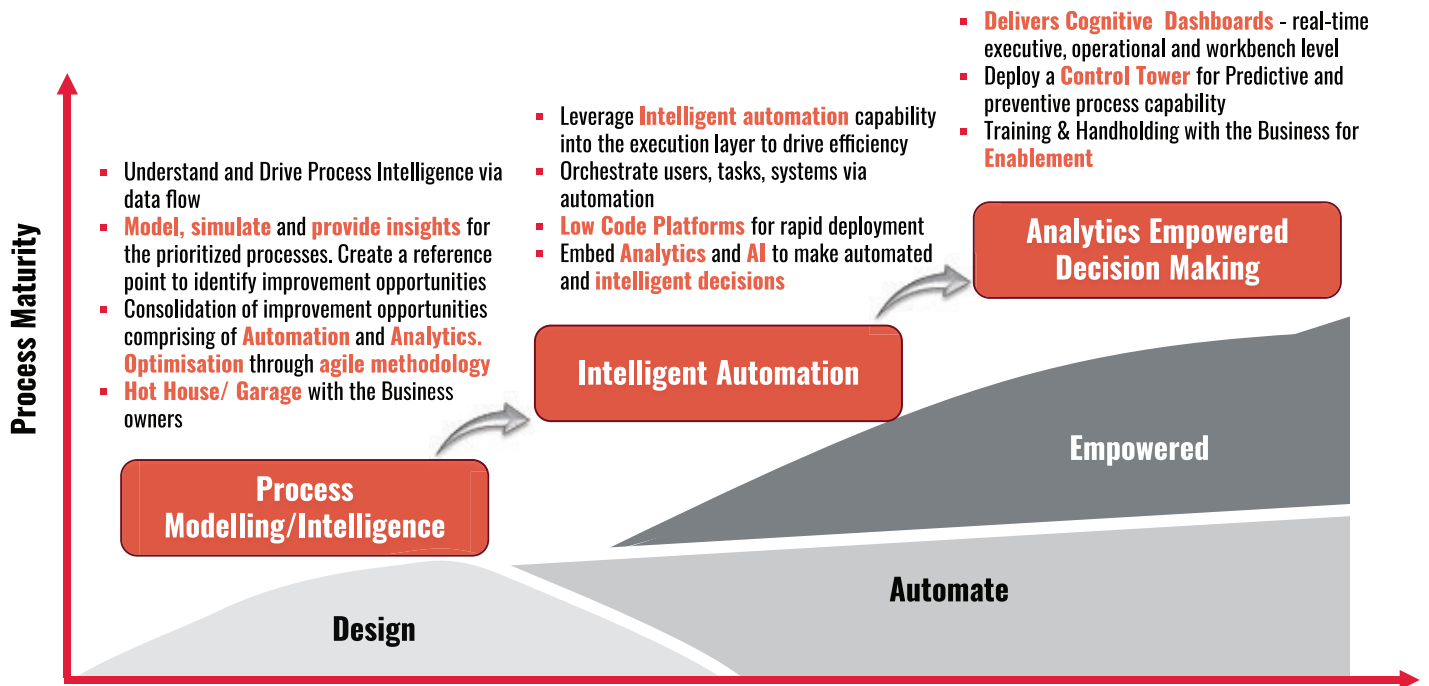 Process Maturity
▪ Understand and Drive Process Intelligence via
data flow
▪ Model, simulate and provide insights for
the prioritized processes. Create a reference
point to identify improvement opportunities
▪ Consolidation of improvement opportunities
comprising of Automation and Analytics.
Optimisation through agile methodology
▪ Hot House/ Garage with the Business
owners
Process
Modelling/Intelligence
▪ Leverage Intelligent automation capability
into the execution layer to drive efficiency
▪ Orchestrate users, tasks, systems via
automation
▪ Low Code Platforms for rapid deployment
▪ Embed Analytics and AI to make automated
and intelligent decisions
Intelligent Automation
▪ Delivers Cognitive Dashboards - real-time
executive, operational and workbench level
▪ Deploy a Control Tower for Predictive and
preventive process capability
▪ Training & Handholding with the Business for
Enablement
Analytics Empowered
Decision Making
Empowered
Automate
Design